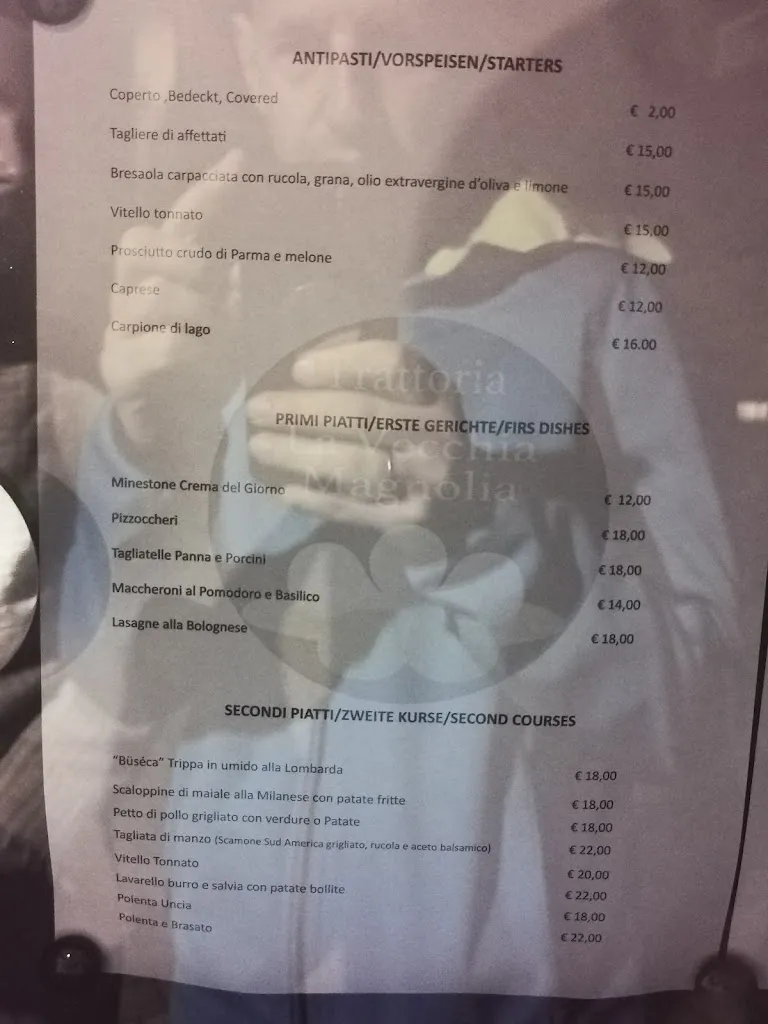 ANTIPASTI/VORSPEISEN/STARTERS
Coperto ,Bedeckt, Covered € 2,00
Tagliere di affettati € 15,00
Bresaola carpacciata con rucola, grana, olio extravergine d'oliva e limone € 15,00
Vitello tonnato € 15,00
Prosciutto crudo di Parma e melone € 12,00
Caprese € 12,00
Carpione di lago € 16.00
Trattoria
PRIMI PIATTI/ERSTE GERICHTE/FIRS DISHES
La Vecchia
Magnolia
Minestone Crema del Giorno € 12,00
Pizzoccheri € 18,00
Tagliatelle Panna e Porcini € 18,00
Maccheroni al Pomodoro e Basilico € 14,00
Lasagne alla Bolognese € 18,00
SECONDI PIATTI/ZWEITE KURSE/SECOND COURSES
"Büséca" Trippa in umido alla Lombarda € 18,00
Scaloppine di maiale alla Milanese con patate fritte € 18,00
Petto di pollo grigliato con verdure o Patate € 18,00
Tagliata di manzo (Scamone Sud America grigliato, rucola e aceto balsamico) € 22,00
Vitello Tonnato € 20,00
Lavarello burro e salvia con patate bollite € 22,00
Polenta Uncia € 18,00
Polenta e Brasato € 22,00